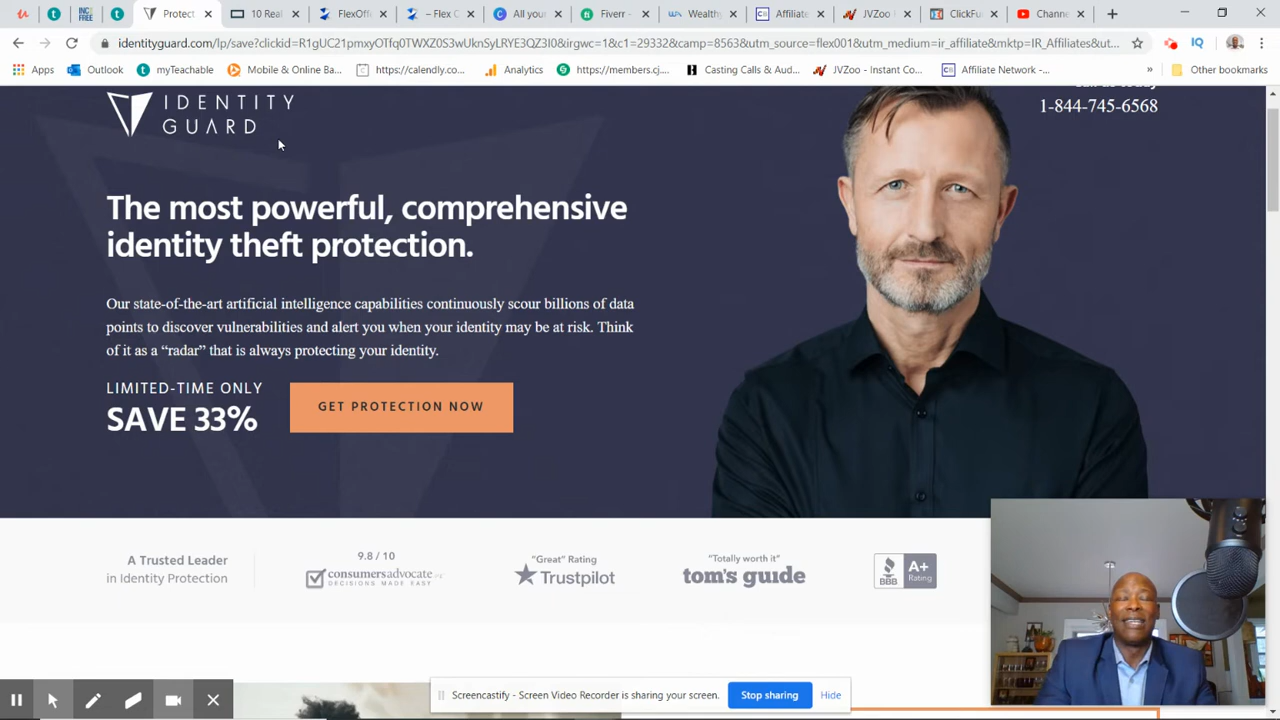 Protect
10 Real
FlexOff
– Flex C
All your
Fiverr -
Wealthy
Affiliate
JVZoo
ClickFu
Channe
identityguard.com/lp/save?clickid=R1gUC21pmxyOTfq0TWXZ0S3wUknSyLRYE3QZ3I0&irgwc=1&c1=29332&camp=8563&utm_source=flex001&utm_medium=ir_affiliate&mktp=IR_Affiliates&ut...
Apps
Outlook
myTeachable
Mobile & Online Ba...
https://calendly.co...
Analytics
https://members.cj....
Casting Calls & Aud...
JVZoo - Instant Co...
Affiliate Network -...
»
Other bookmarks
IDENTITY
GUARD
1-844-745-6568
The most powerful, comprehensive
identity theft protection.
Our state-of-the-art artificial intelligence capabilities continuously scour billions of data
points to discover vulnerabilities and alert you when your identity may be at risk. Think
of it as a “radar” that is always protecting your identity.
LIMITED-TIME ONLY
SAVE 33%
GET PROTECTION NOW
A Trusted Leader
in Identity Protection
9.8 / 10
consumersadvocate
DECISIONS MADE EASY
“Great” Rating
Trustpilot
“Totally worth it”
tom's guide
BBB
A+
Rating
Screencastify - Screen Video Recorder is sharing your screen.
Stop sharing
Hide